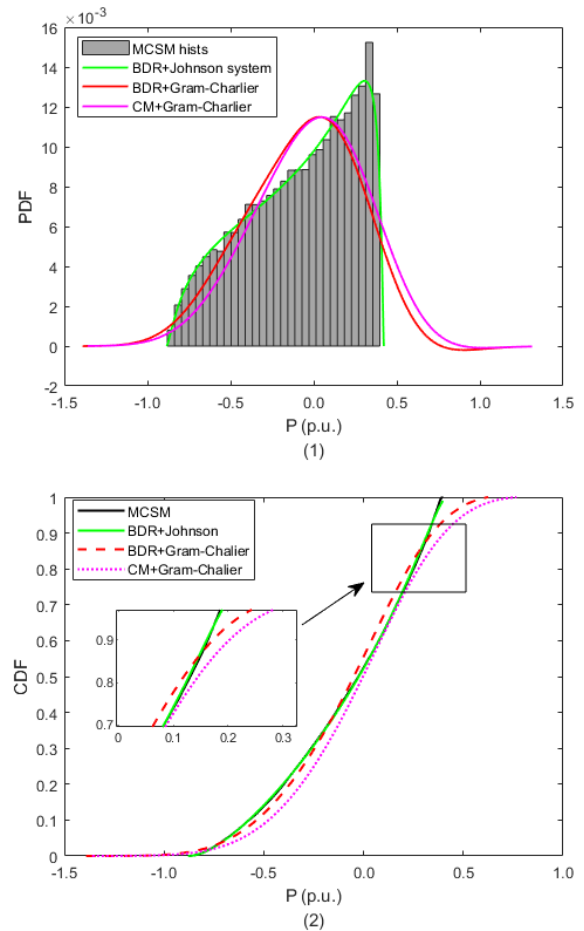 ×10⁻³
16
14
12
10
8
6
4
2
0
-2
PDF
MCSM hists
BDR+Johnson system
BDR+Gram-Charlier
CM+Gram-Charlier
-1.5 -1.0 -0.5 0.0 0.5 1.0 1.5
P (p.u.)
(1)
1
0.9
0.8
0.7
0.6
0.5
0.4
0.3
0.2
0.1
0
CDF
MCSM
BDR+Johnson
BDR+Gram-Chalier
CM+Gram-Chalier
0.9
0.8
0.7
0 0.1 0.2 0.3
-1.5 -1.0 -0.5 0.0 0.5 1.0
P (p.u.)
(2)